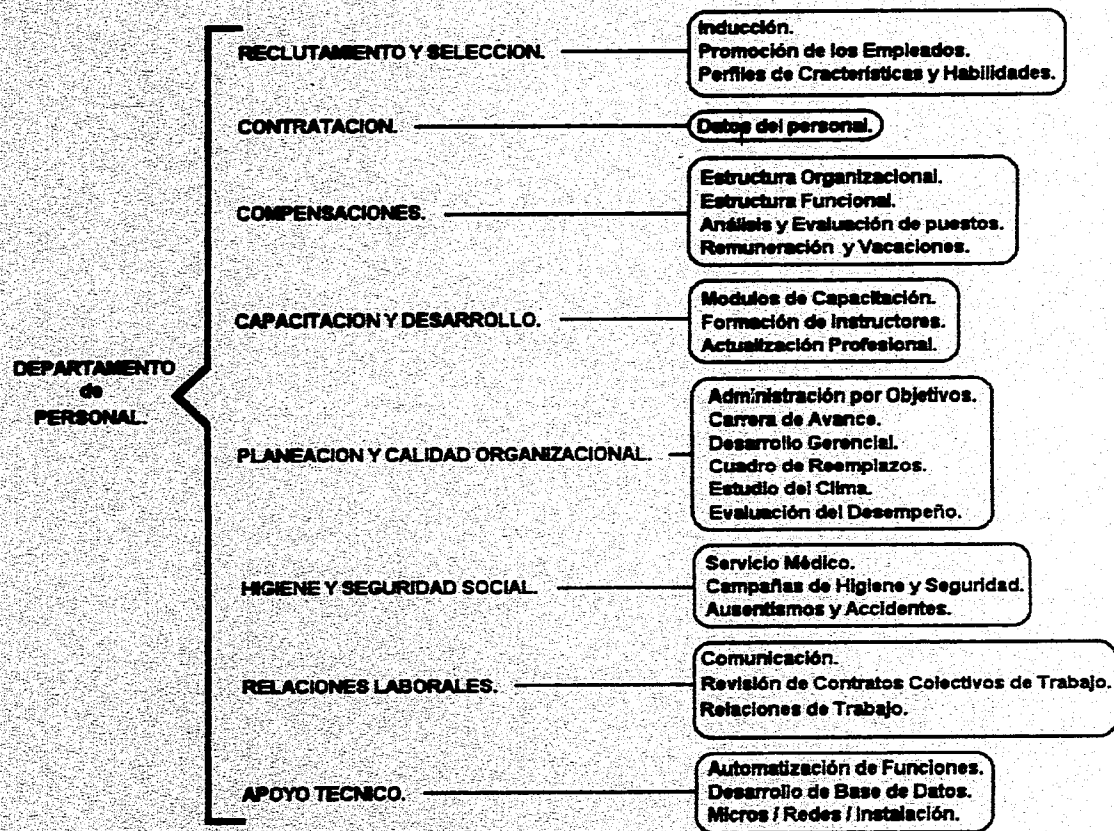 DEPARTAMENTO
de
PERSONAL.
RECLUTAMIENTO Y SELECCION.
Inducción.
Promoción de los Empleados.
Perfiles de Cracterísticas y Habilidades.
CONTRATACION.
Datos del personal.
COMPENSACIONES.
Estructura Organizacional.
Estructura Funcional.
Análisis y Evaluación de puestos.
Remuneración y Vacaciones.
CAPACITACION Y DESARROLLO.
Modulos de Capacitación.
Formación de Instructores.
Actualización Profesional.
PLANEACION Y CALIDAD ORGANIZACIONAL.
Administración por Objetivos.
Carrera de Avance.
Desarrollo Gerencial.
Cuadro de Reemplazos.
Estudio del Clima.
Evaluación del Desempeño.
HIGIENE Y SEGURIDAD SOCIAL.
Servicio Médico.
Campañas de Higiene y Seguridad.
Ausentismos y Accidentes.
RELACIONES LABORALES.
Comunicación.
Revisión de Contratos Colectivos de Trabajo.
Relaciones de Trabajo.
APOYO TECNICO.
Automatización de Funciones.
Desarrollo de Base de Datos.
Micros / Redes / Instalación.